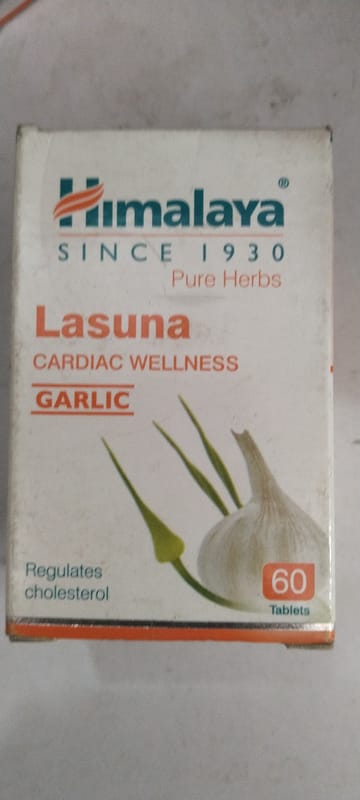 Himalaya®
SINCE 1930
Pure Herbs
Lasuna
CARDIAC WELLNESS
GARLIC
Regulates
cholesterol
60
Tablets